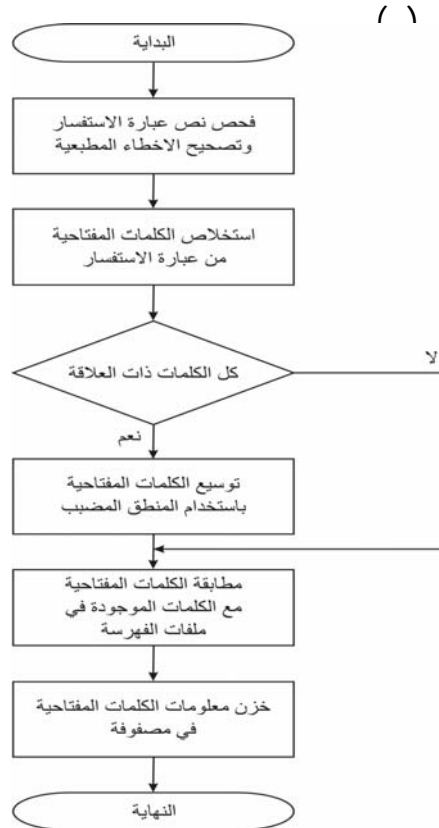 ( )
البداية
فحص نص عبارة الاستفسار
وتصحيح الاخطاء المطبعية
استخلاص الكلمات المفتاحية
من عبارة الاستفسار
كل الكلمات ذات العلاقة
لا
نعم
توسيع الكلمات المفتاحية
باستخدام المنطق المضبب
مطابقة الكلمات المفتاحية
مع الكلمات الموجودة في
ملفات الفهرسة
خزن معلومات الكلمات المفتاحية
في مصفوفة
النهاية